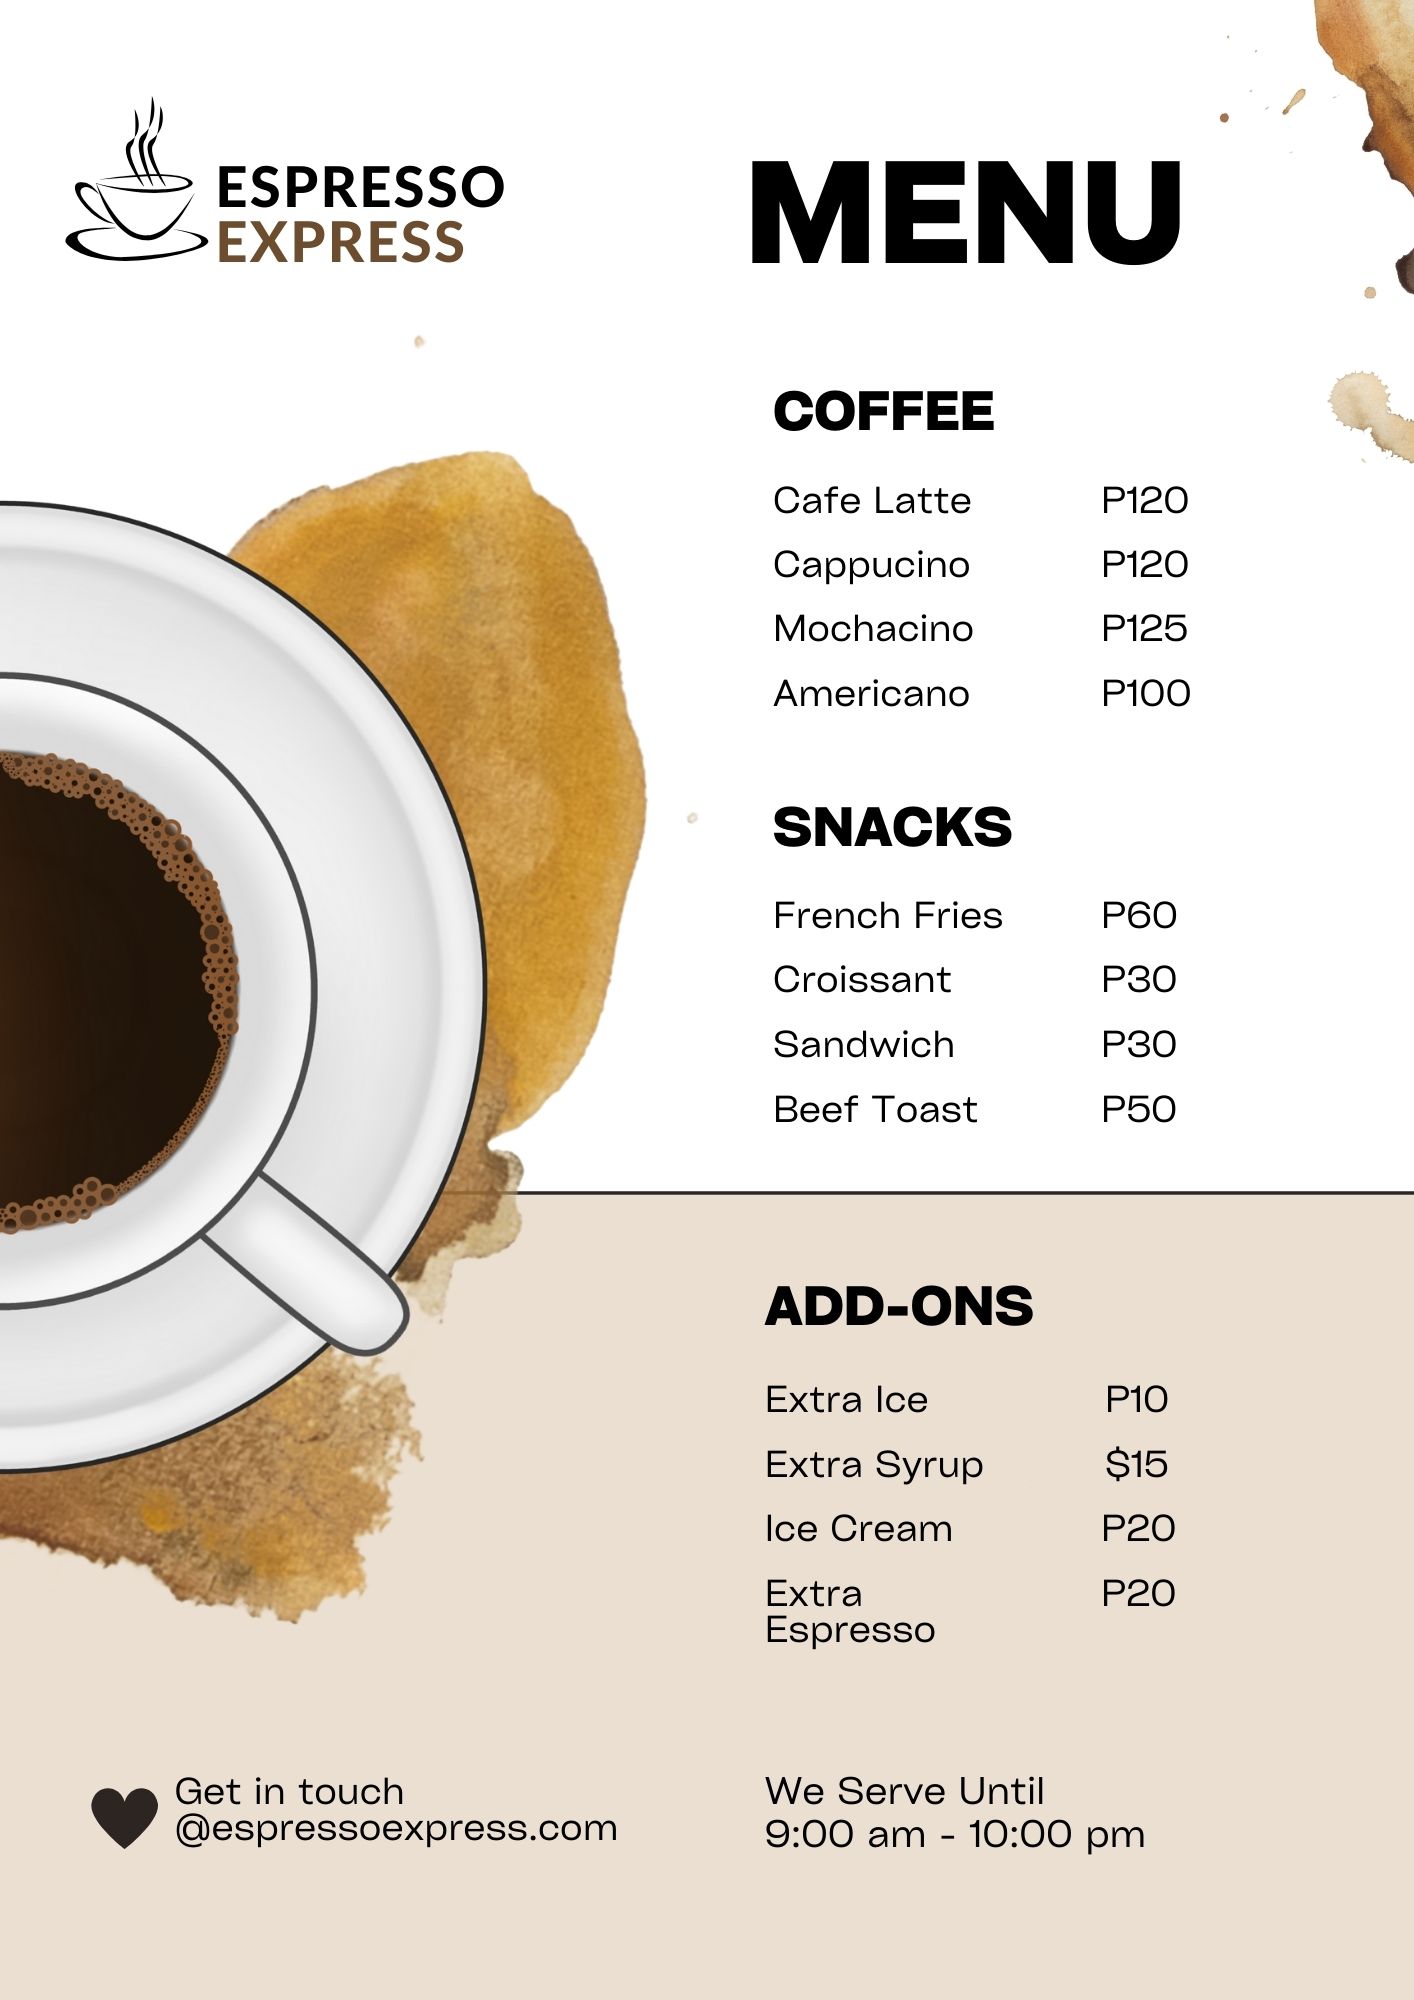 ESPRESSO
EXPRESS
MENU
COFFEE
Cafe Latte P120
Cappucino P120
Mochacino P125
Americano P100
SNACKS
French Fries P60
Croissant P30
Sandwich P30
Beef Toast P50
ADD-ONS
Extra Ice P10
Extra Syrup $15
Ice Cream P20
Extra P20
Espresso
Get in touch
@espressoexpress.com
We Serve Until
9:00 am - 10:00 pm